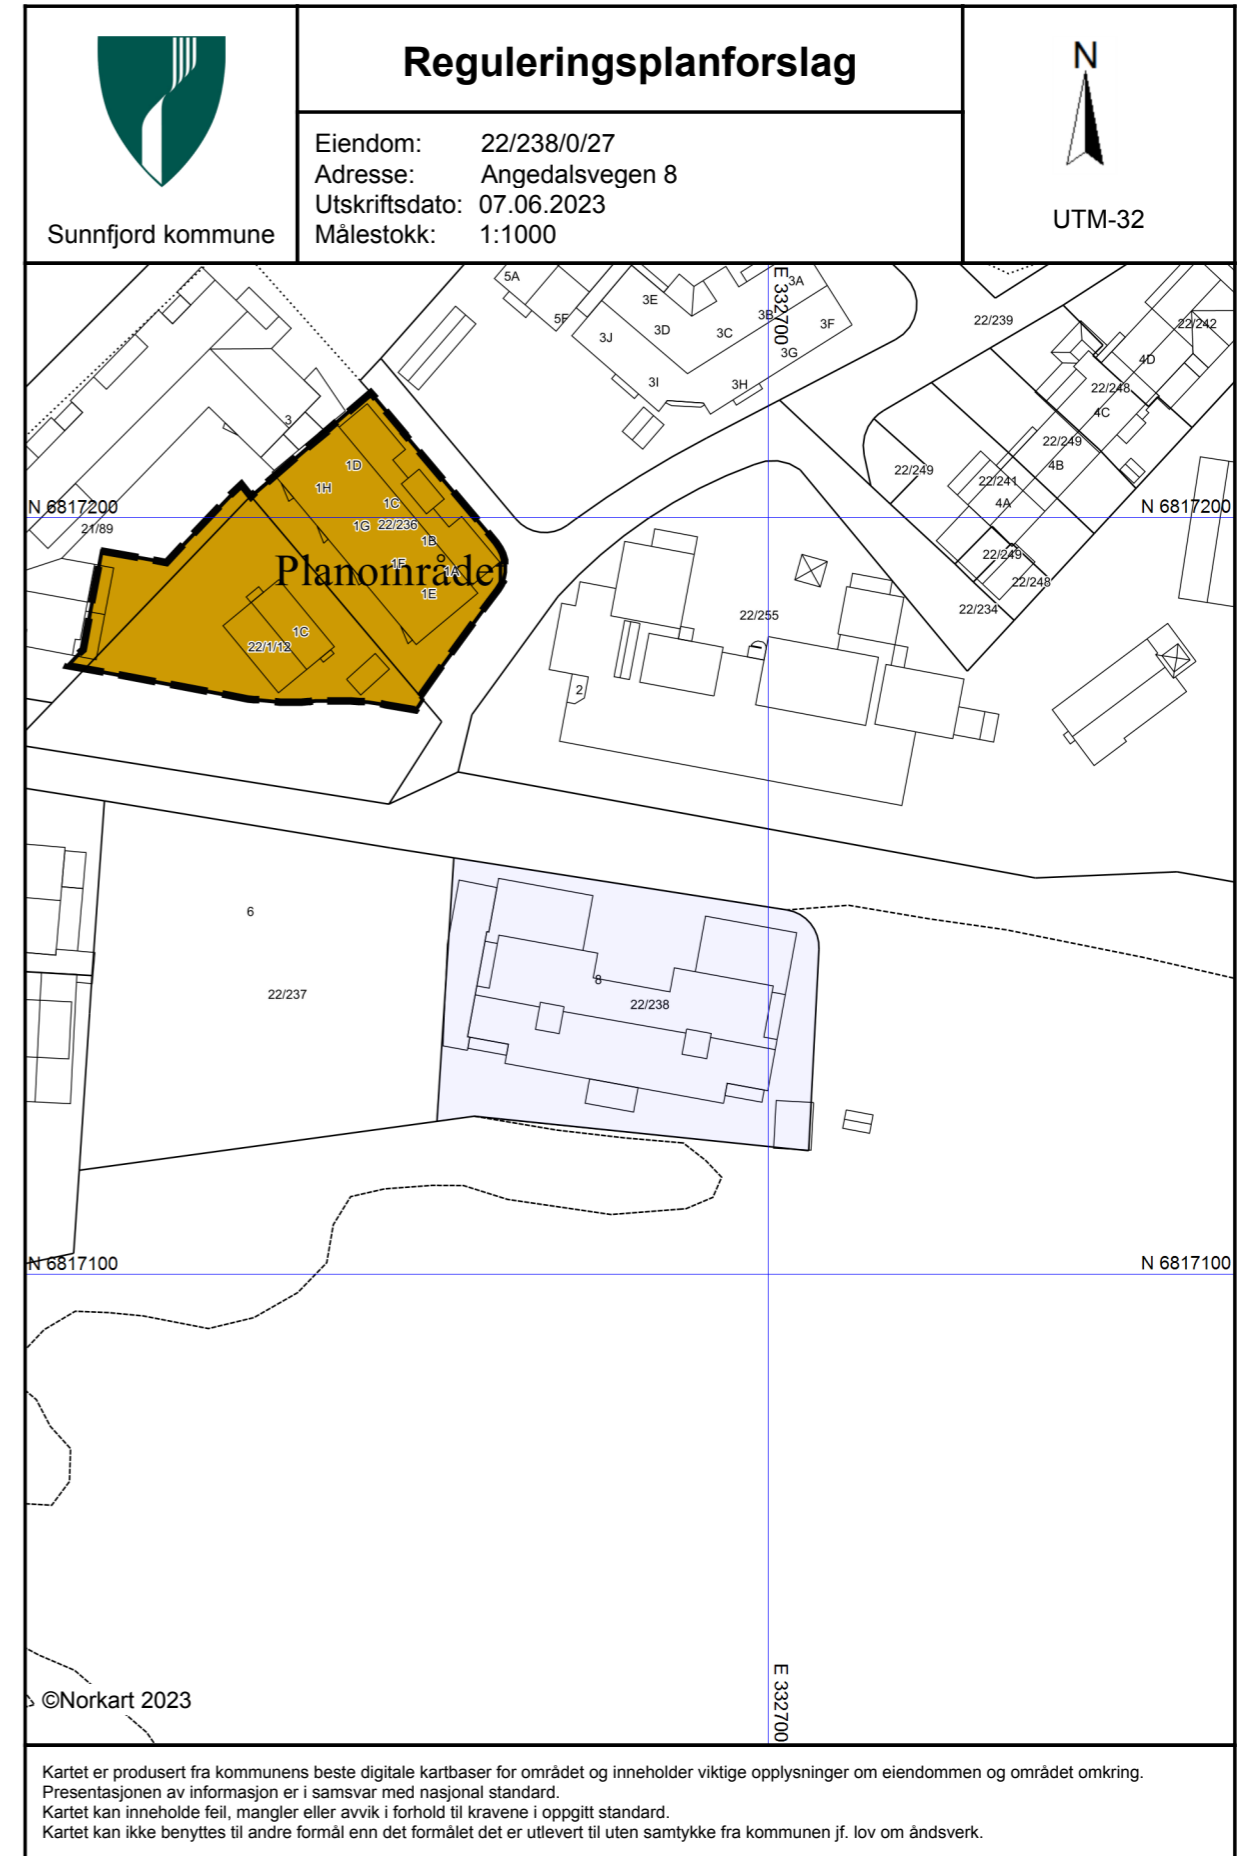 Reguleringsplanforslag
Eiendom: 22/238/0/27
Adresse: Angedalsvegen 8
Utskriftsdato: 07.06.2023
Målestokk: 1:1000
Sunnfjord kommune
N
UTM-32
E 332700
5A
5F
3E
3D
3J
3C
3B
3A
3F
3G
3I
3H
22/239
22/242
4D
22/248
4C
22/249
4B
22/241
4A
22/249
22/249
22/248
22/234
3
1D
1H
1C
1G
22/236
1B
1F
1A
1E
Planområde
1C
22/1/12
N 6817200
N 6817200
21/89
22/255
2
6
22/237
8
22/238
N 6817100
N 6817100
E 332700
©Norkart 2023
Kartet er produsert fra kommunens beste digitale kartbaser for området og inneholder viktige opplysninger om eiendommen og området omkring.
Presentasjonen av informasjon er i samsvar med nasjonal standard.
Kartet kan inneholde feil, mangler eller avvik i forhold til kravene i oppgitt standard.
Kartet kan ikke benyttes til andre formål enn det formålet det er utlevert til uten samtykke fra kommunen jf. lov om åndsverk.